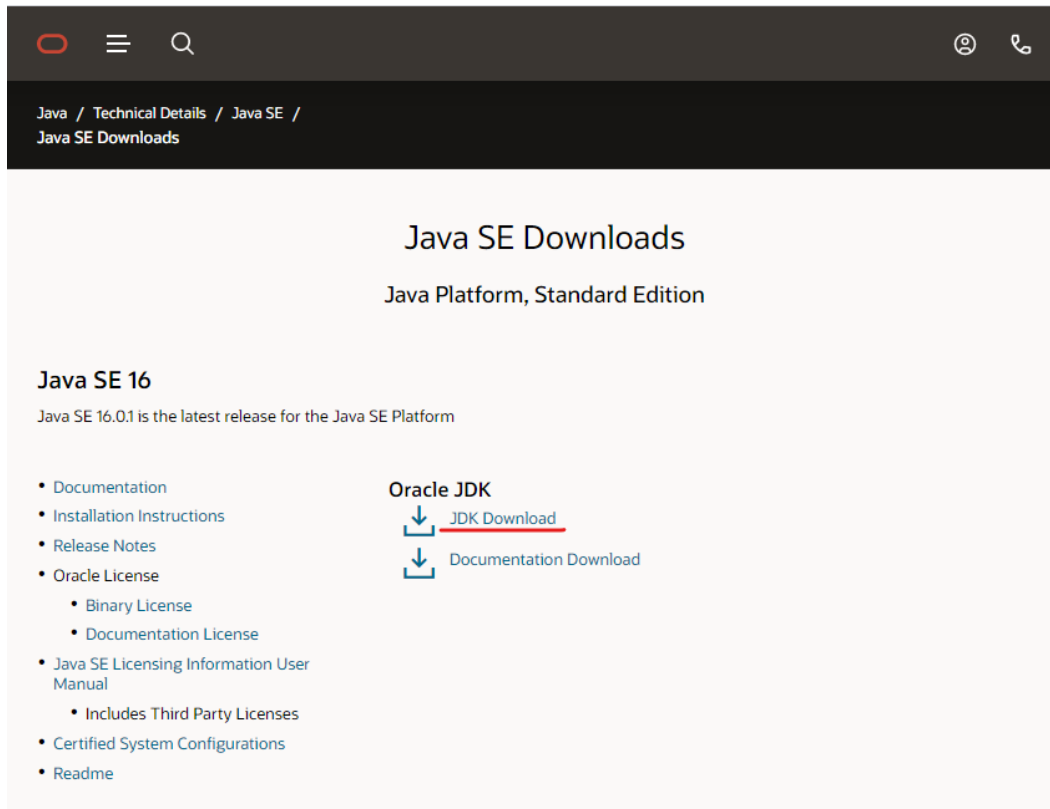 Java / Technical Details / Java SE /
Java SE Downloads
Java SE Downloads
Java Platform, Standard Edition
Java SE 16
Java SE 16.0.1 is the latest release for the Java SE Platform
• Documentation
• Installation Instructions
• Release Notes
• Oracle License
• Binary License
• Documentation License
• Java SE Licensing Information User
Manual
• Includes Third Party Licenses
• Certified System Configurations
• Readme
Oracle JDK
JDK Download
Documentation Download